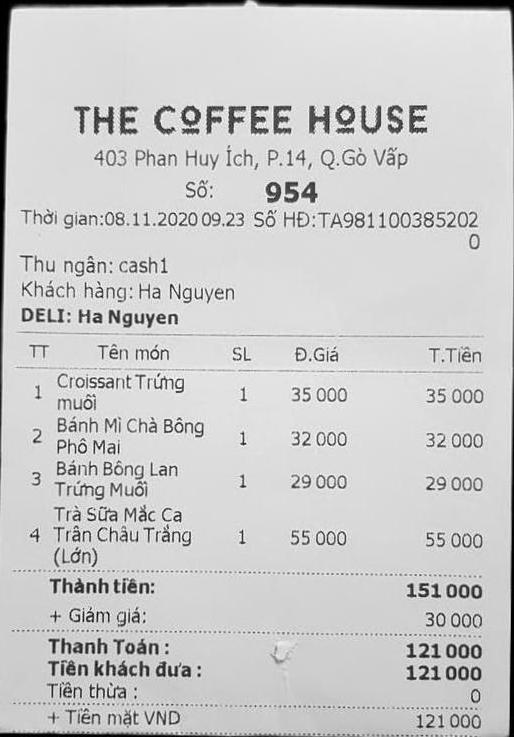 THE COFFEE HOUSE
403 Phan Huy Ích, P.14, Q.Gò Vấp
Số: 954
Thời gian:08.11.2020 09.23 Số HĐ:TA981100385202
0
Thu ngân: cash1
Khách hàng: Ha Nguyen
DELI: Ha Nguyen
TT Tên món SL Đ.Giá T.Tiền
1 Croissant Trứng muối 1 35 000 35 000
2 Bánh Mì Chà Bông Phô Mai 1 32 000 32 000
3 Bánh Bông Lan Trứng Muối 1 29 000 29 000
4 Trà Sữa Mắc Ca Trân Châu Trắng (Lớn) 1 55 000 55 000
Thành tiền: 151 000
+ Giảm giá: 30 000
Thanh Toán : 121 000
Tiền khách đưa : 121 000
Tiền thừa : 0
+ Tiền mặt VND 121 000